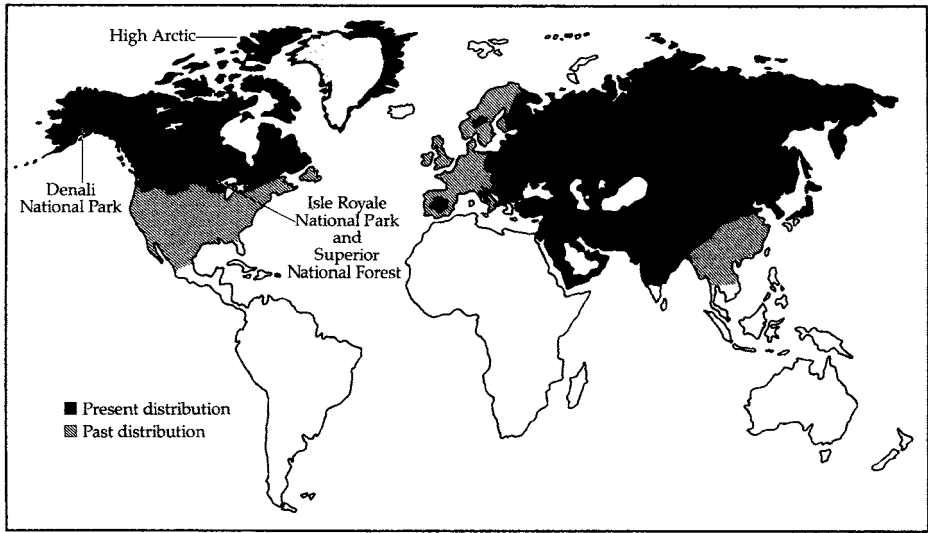 High Arctic
Denali
National Park
Isle Royale
National Park
and
Superior
National Forest
Present distribution
Past distribution